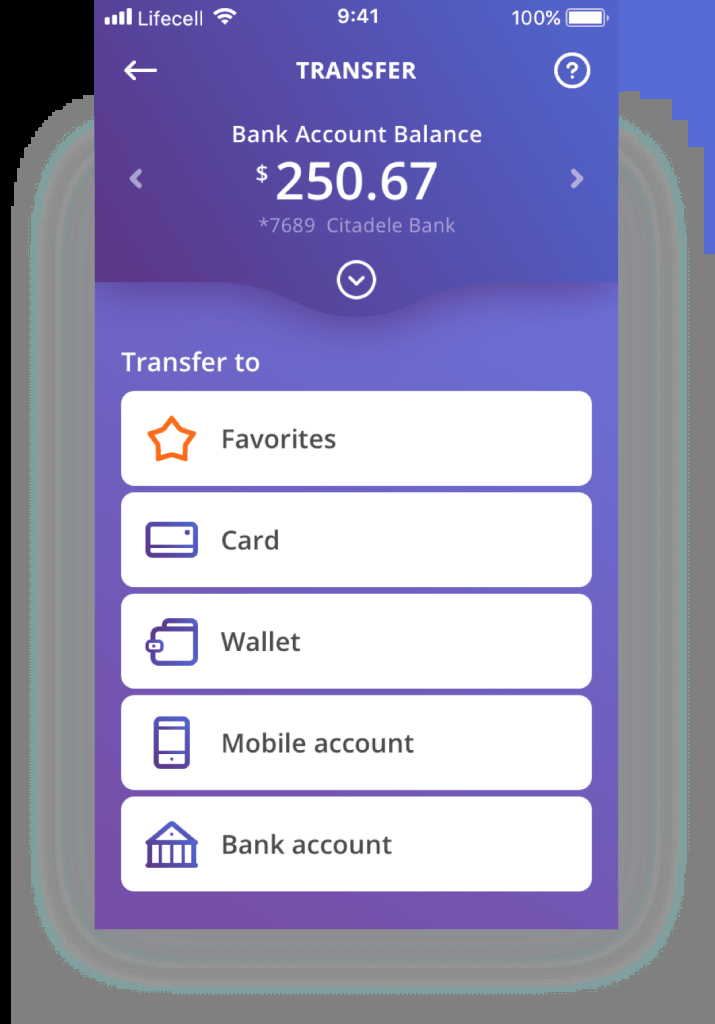 Lifecell 9:41 100%
TRANSFER ?
Bank Account Balance
$ 250.67
*7689 Citadele Bank
Transfer to
Favorites
Card
Wallet
Mobile account
Bank account